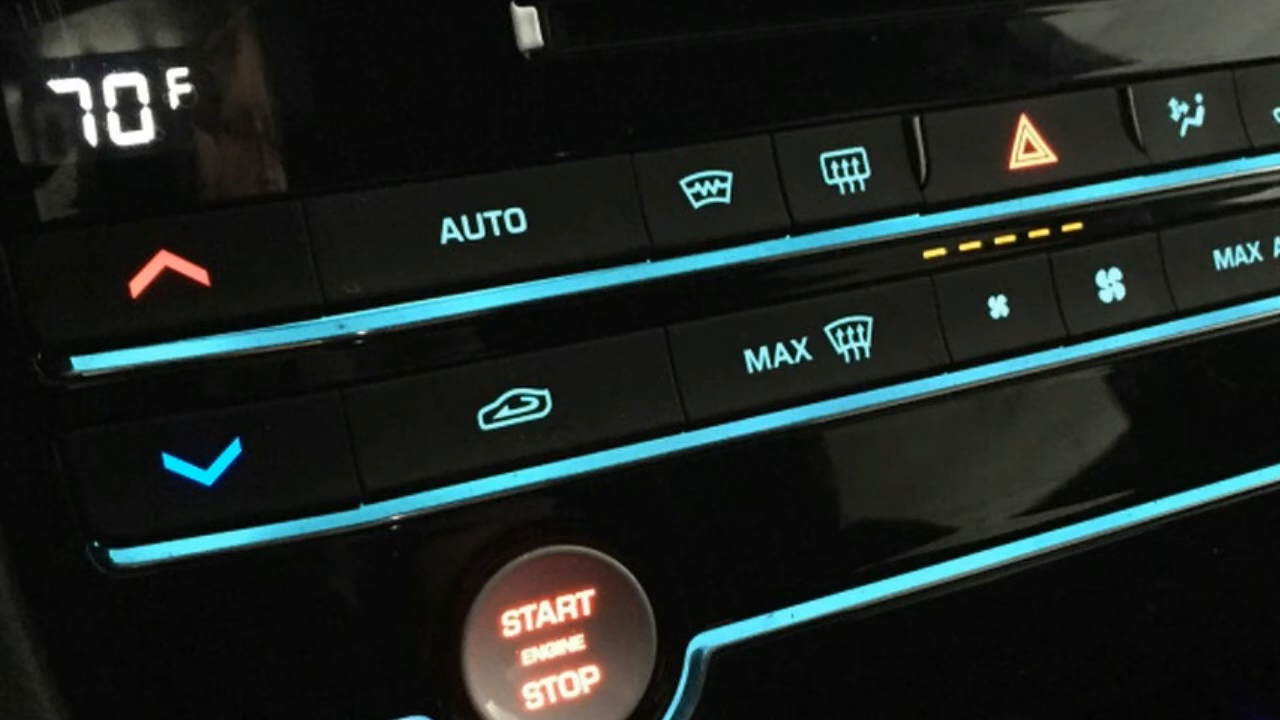 70 F
AUTO
MAX A
MAX
START
ENGINE
STOP